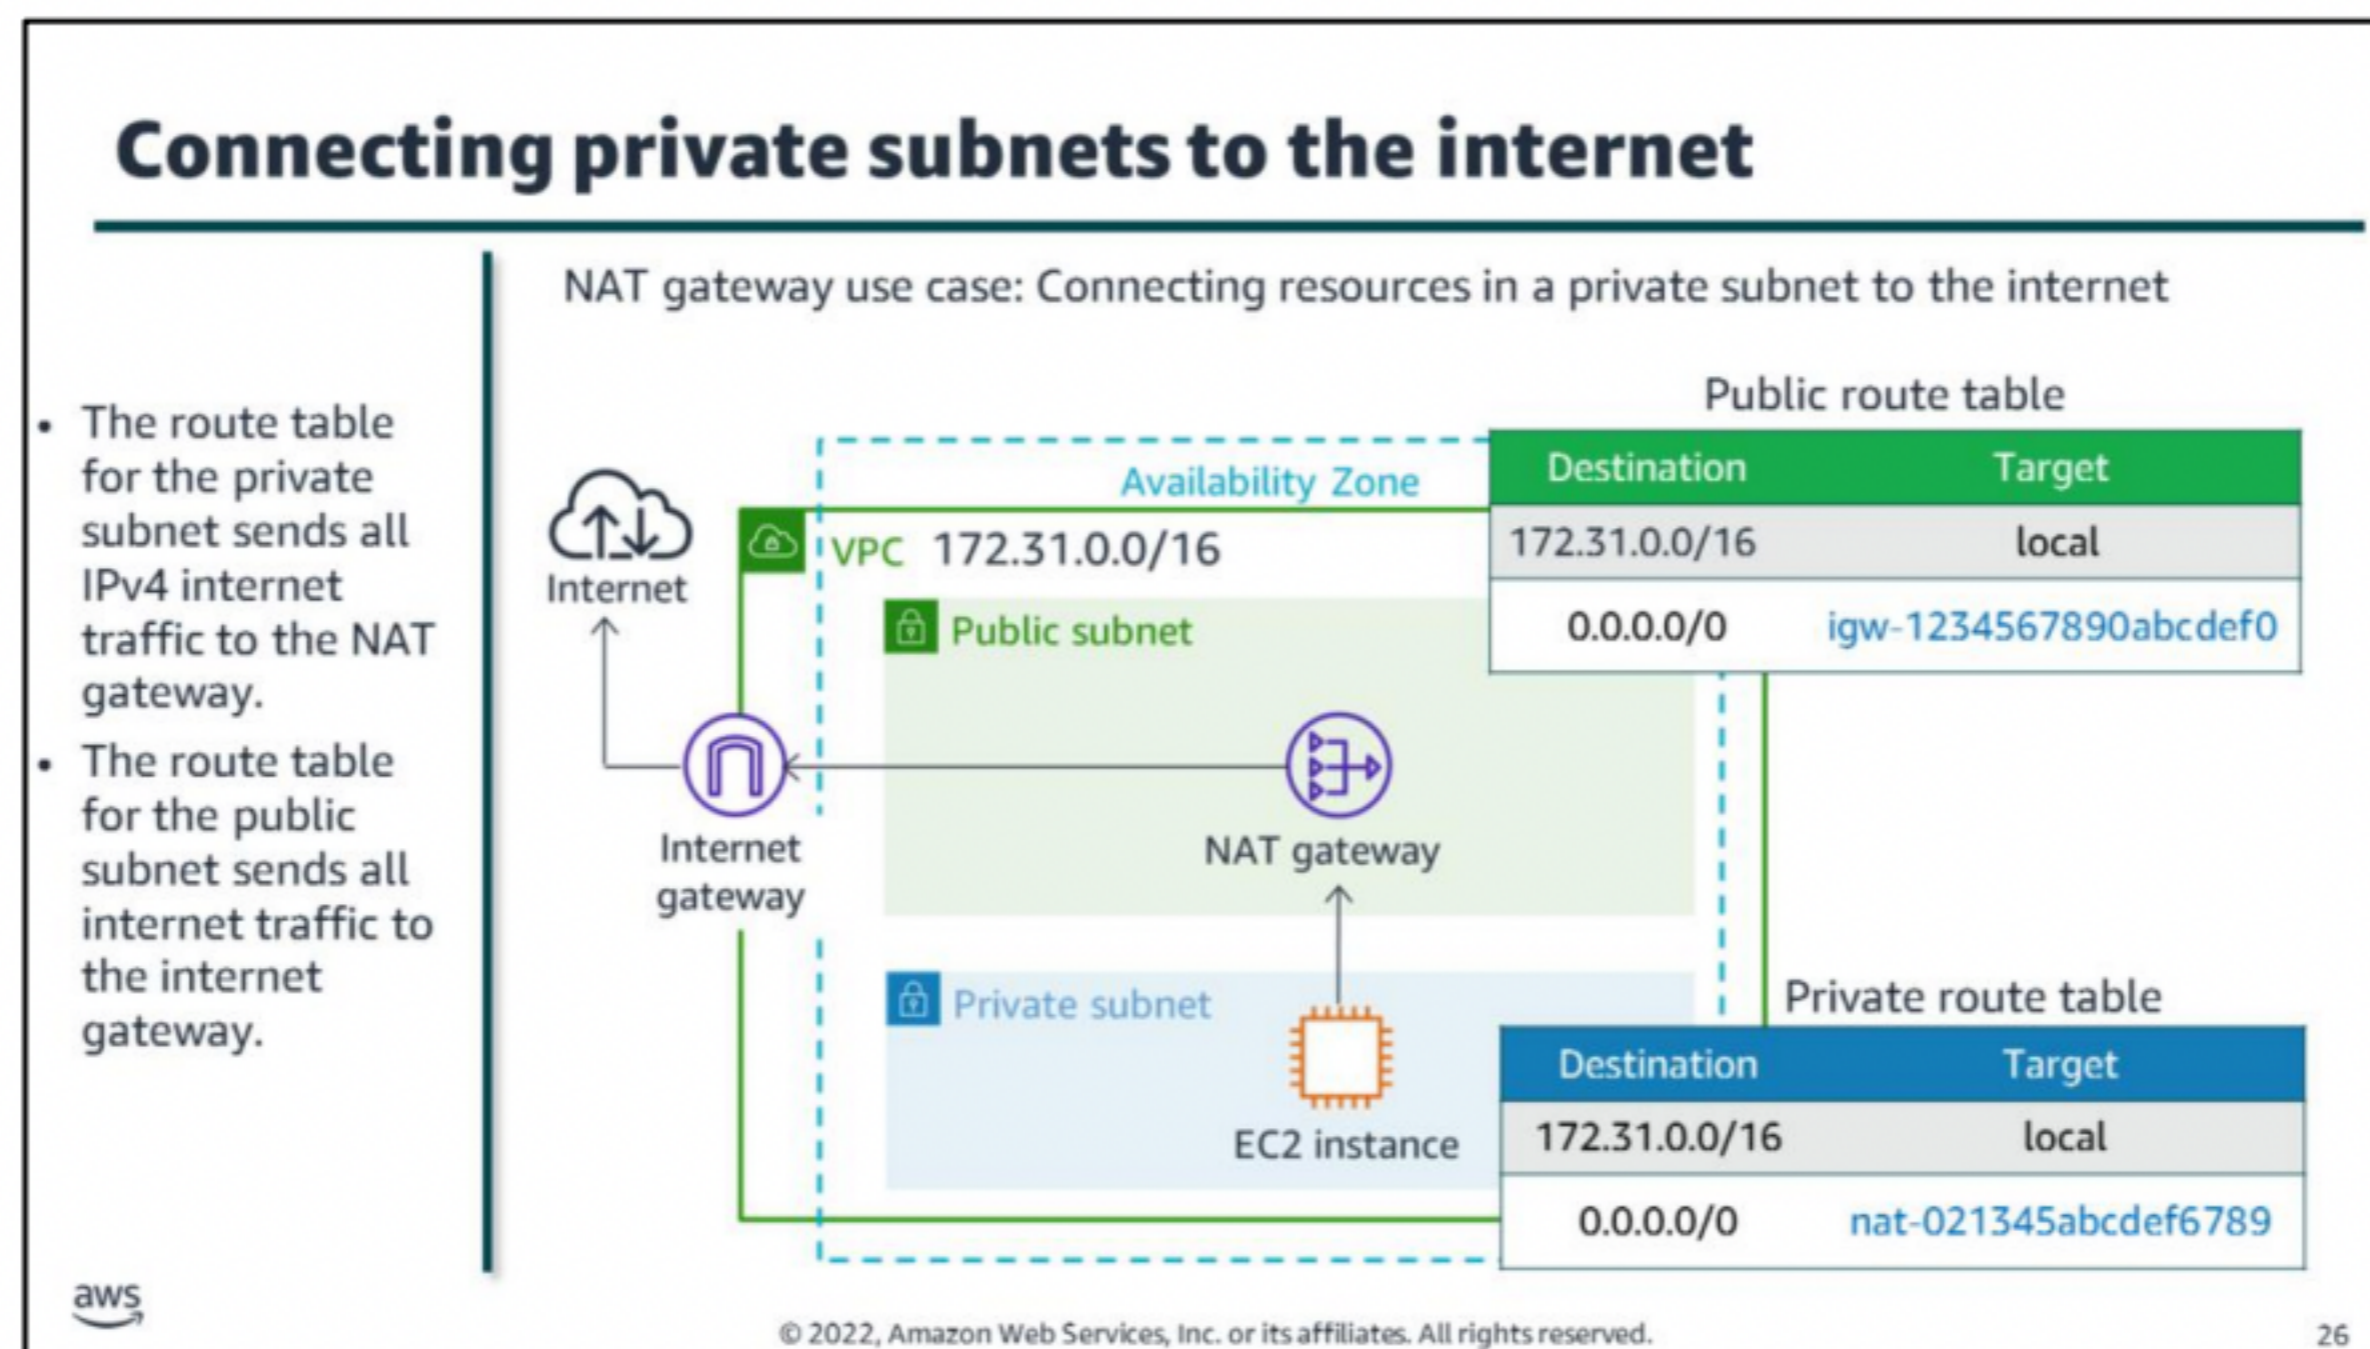 Connecting private subnets to the internet
NAT gateway use case: Connecting resources in a private subnet to the internet
• The route table
for the private
subnet sends all
IPv4 internet
traffic to the NAT
gateway.
• The route table
for the public
subnet sends all
internet traffic to
the internet
gateway.
Public route table
Destination Target
172.31.0.0/16 local
0.0.0.0/0 igw-1234567890abcdef0
Availability Zone
VPC 172.31.0.0/16
Internet
Public subnet
Internet
gateway
NAT gateway
Private subnet
EC2 instance
Private route table
Destination Target
172.31.0.0/16 local
0.0.0.0/0 nat-021345abcdef6789
aws
© 2022, Amazon Web Services, Inc. or its affiliates. All rights reserved.
26